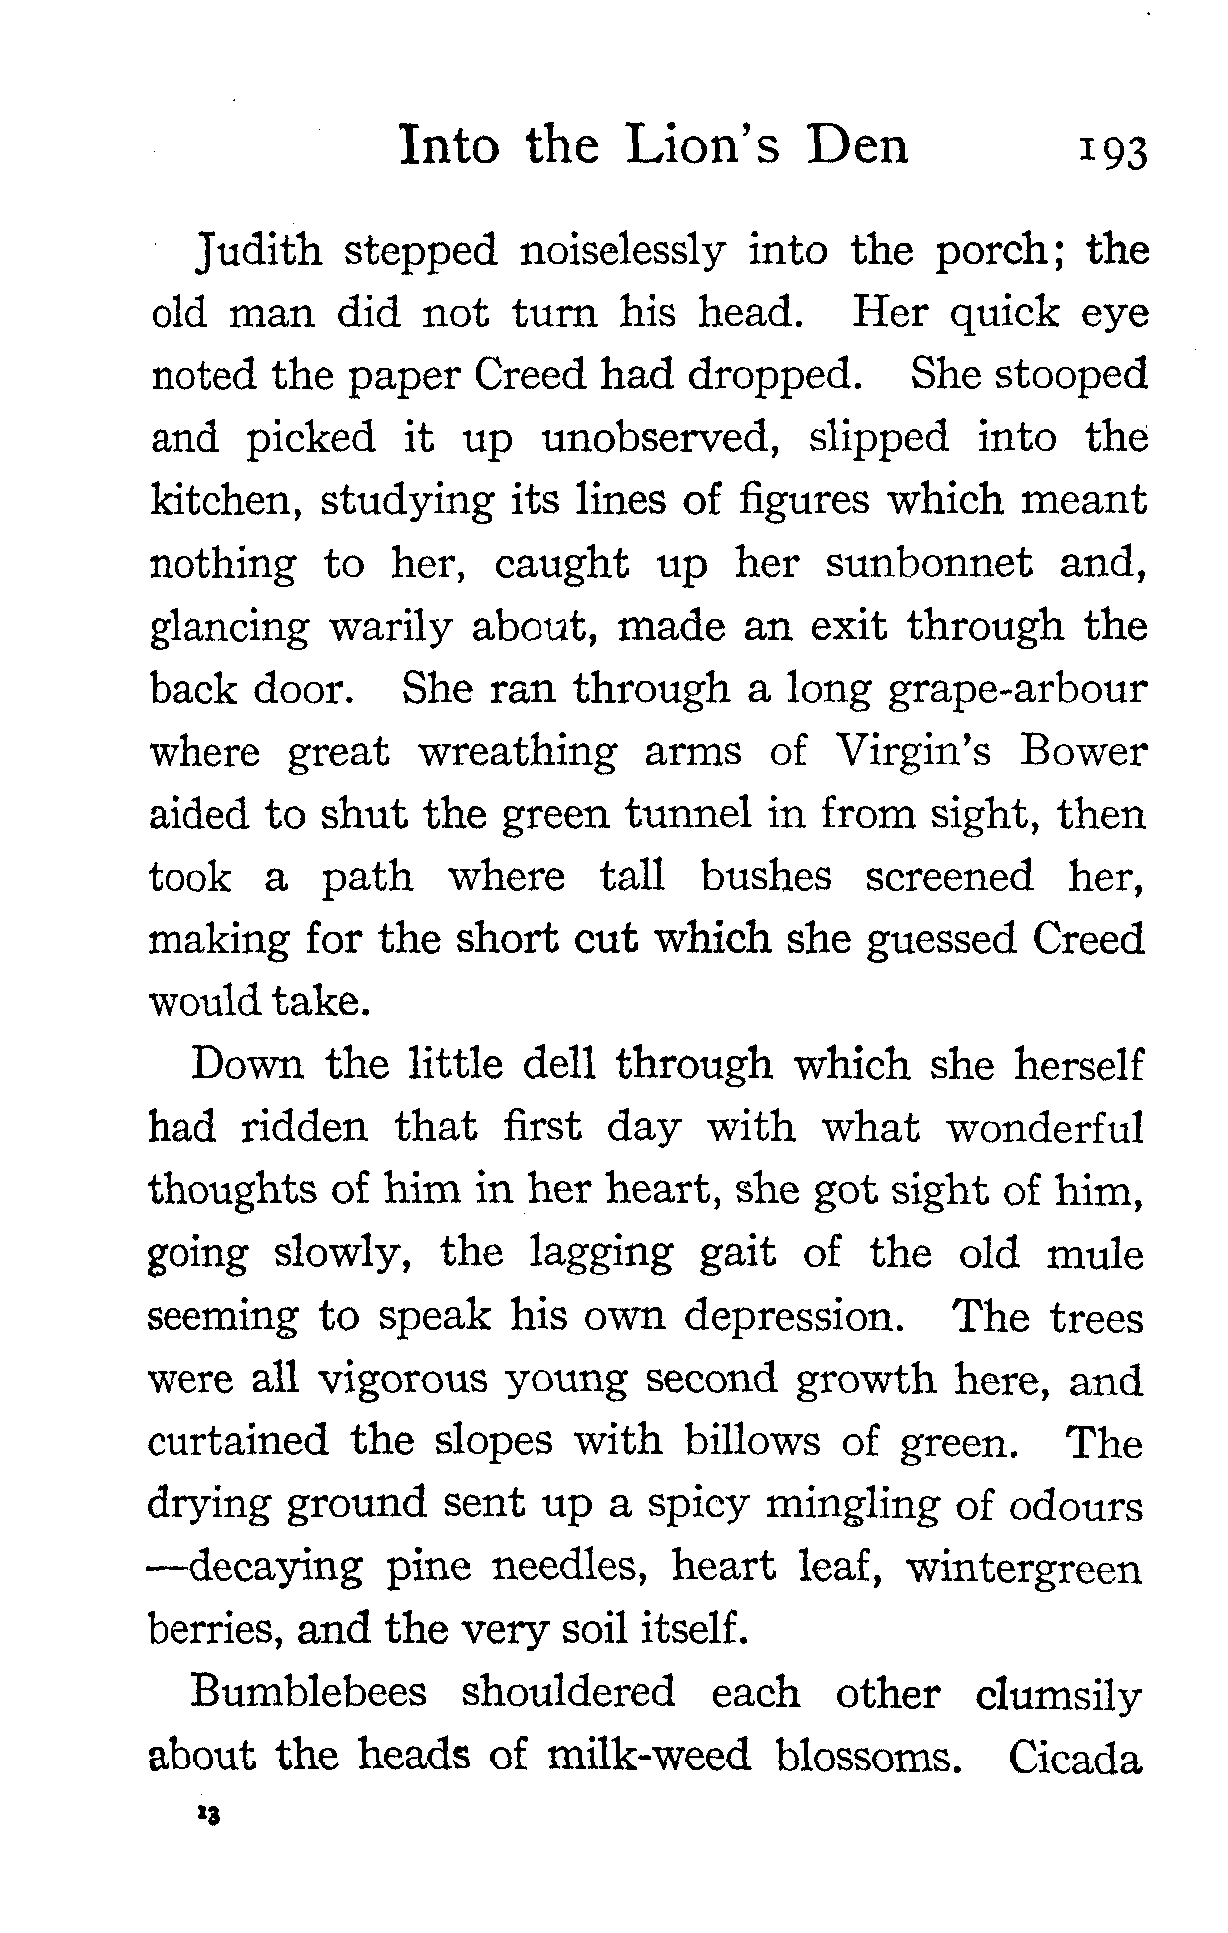 Into the Lion's Den 193
Judith stepped noiselessly into the porch; the
old man did not turn his head. Her quick eye
noted the paper Creed had dropped. She stooped
and picked it up unobserved, slipped into the
kitchen, studying its lines of figures which meant
nothing to her, caught up her sunbonnet and,
glancing warily about, made an exit through the
back door. She ran through a long grape-arbour
where great wreathing arms of Virgin's Bower
aided to shut the green tunnel in from sight, then
took a path where tall bushes screened her,
making for the short cut which she guessed Creed
would take.
Down the little dell through which she herself
had ridden that first day with what wonderful
thoughts of him in her heart, she got sight of him,
going slowly, the lagging gait of the old mule
seeming to speak his own depression. The trees
were all vigorous young second growth here, and
curtained the slopes with billows of green. The
drying ground sent up a spicy mingling of odours
—decaying pine needles, heart leaf, wintergreen
berries, and the very soil itself.
Bumblebees shouldered each other clumsily
about the heads of milk-weed blossoms. Cicada
13